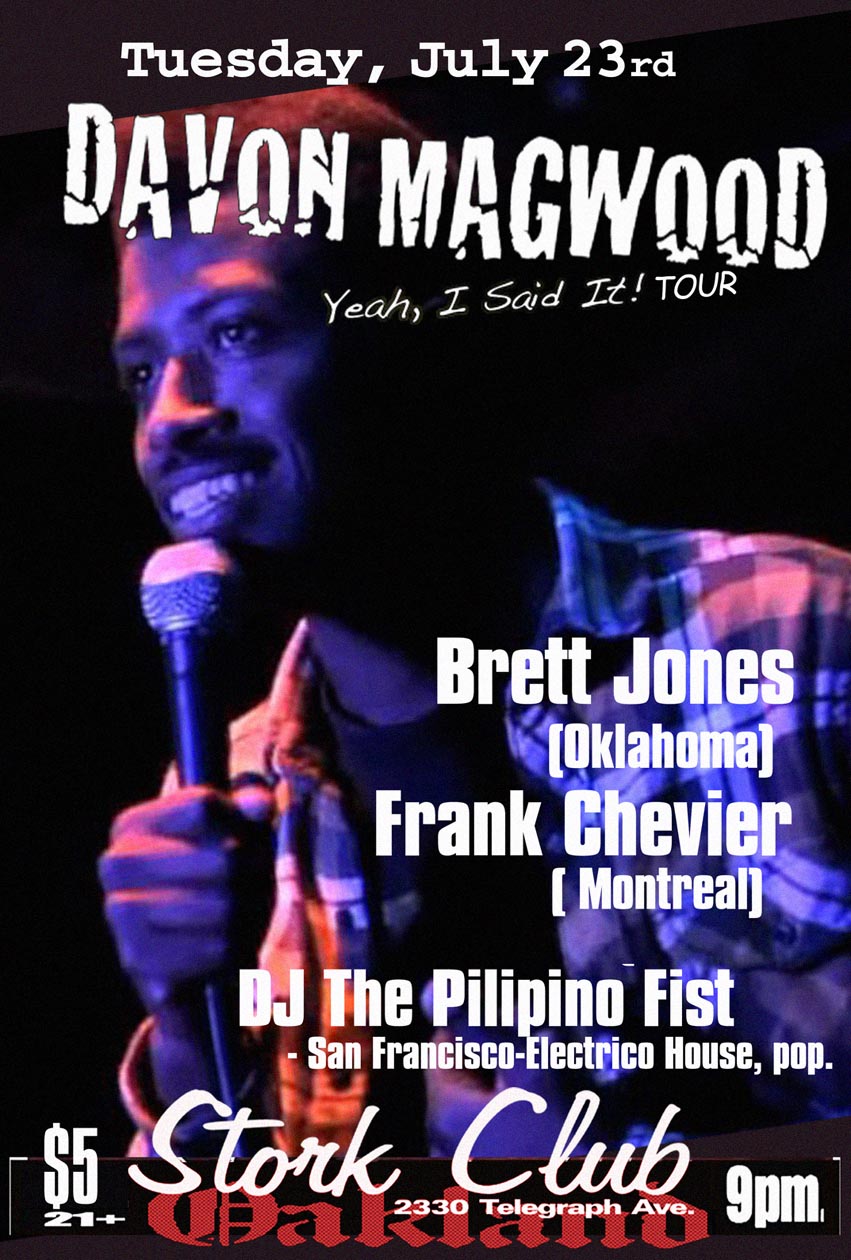 Tuesday, July 23rd
DAVON MAGWOOD
Yeah, I Said It! TOUR
Brett Jones
(Oklahoma)
Frank Chevier
( Montreal)
DJ The Pilipino Fist
- San Francisco-Electrico House, pop.
$5
21+
Stork Club
Oakland
2330 Telegraph Ave.
9pm